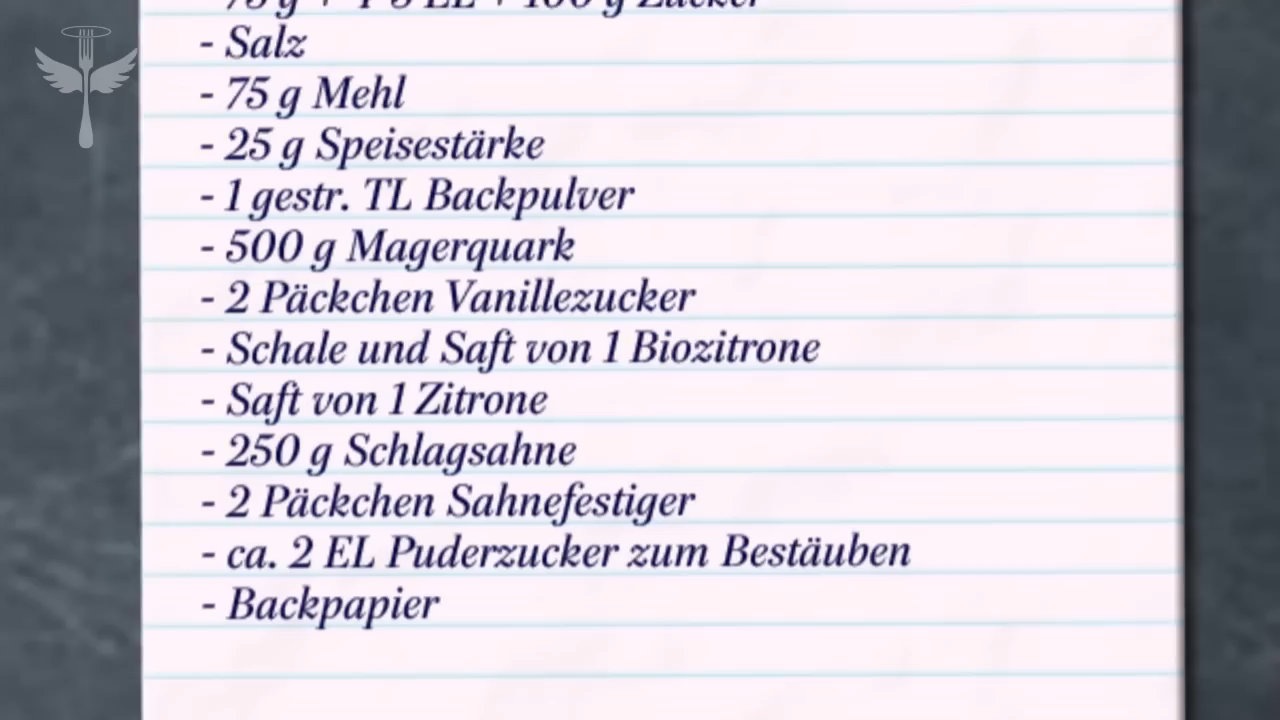 - Salz
- 75 g Mehl
- 25 g Speisestärke
- 1 gestr. TL Backpulver
- 500 g Magerquark
- 2 Päckchen Vanillezucker
- Schale und Saft von 1 Biozitrone
- Saft von 1 Zitrone
- 250 g Schlagsahne
- 2 Päckchen Sahnefestiger
- ca. 2 EL Puderzucker zum Bestäuben
- Backpapier